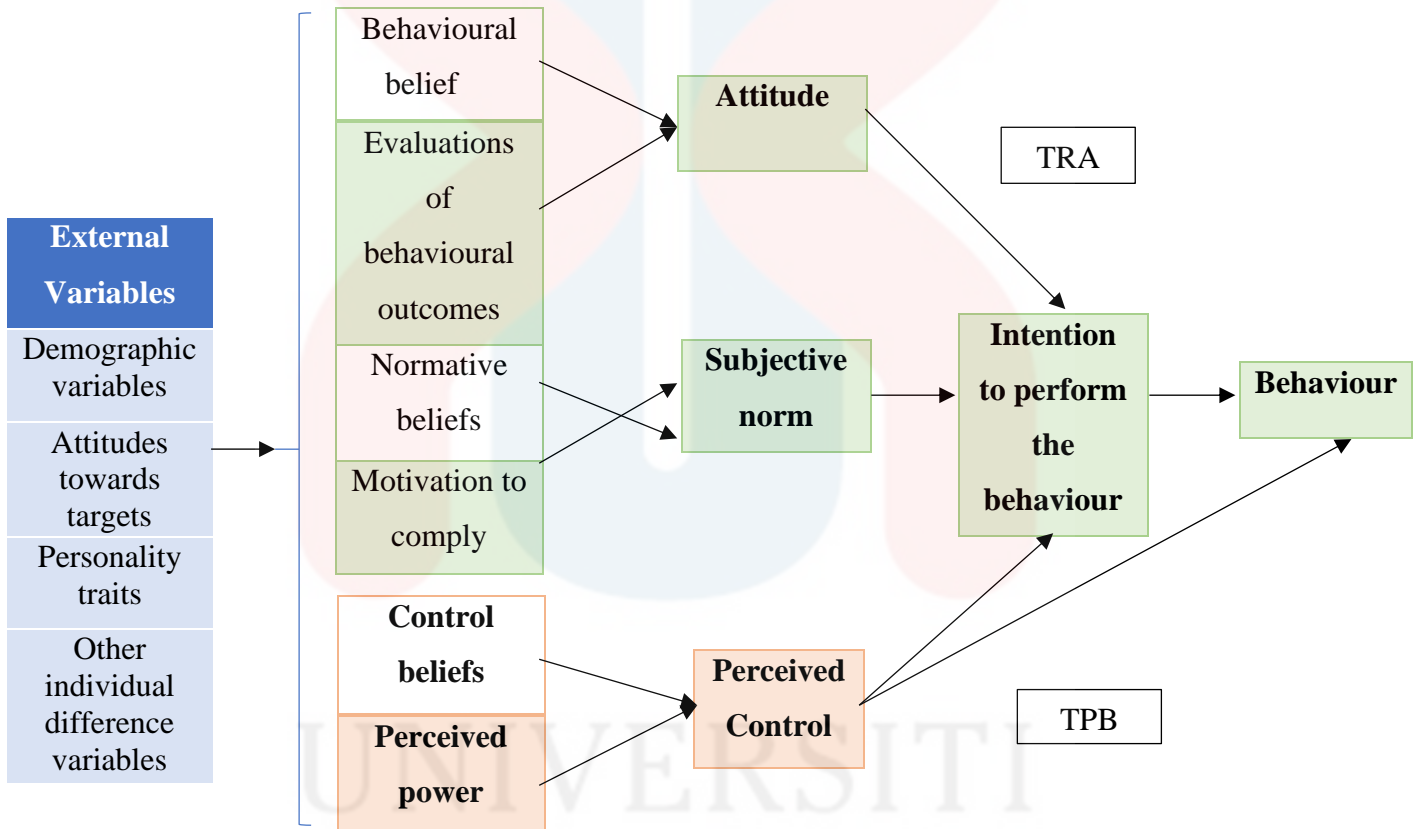 External
Variables
Demographic
variables
Attitudes
towards
targets
Personality
traits
Other
individual
difference
variables
Behavioural
belief
Evaluations
of
behavioural
outcomes
Normative
beliefs
Motivation to
comply
Control
beliefs
Perceived
power
Attitude
Subjective
norm
Perceived
Control
TRA
Intention
to perform
the
behaviour
Behaviour
TPB
UNIVERSITI